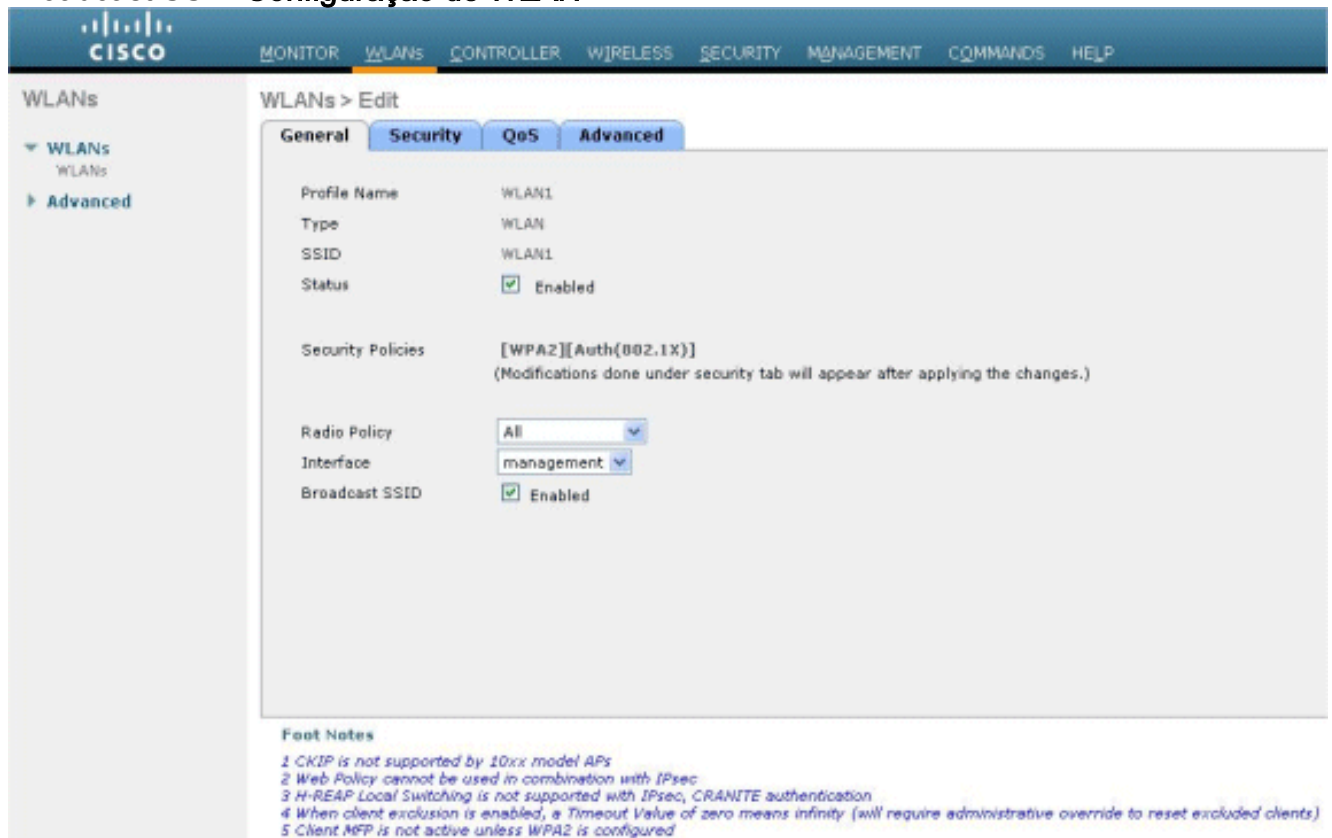 Configuração do WLAN
CISCO
MONITOR WLANs CONTROLLER WIRELESS SECURITY MANAGEMENT COMMANDS HELP
WLANs
WLANs
WLANs
Advanced
WLANs > Edit
General Security QoS Advanced
Profile Name WLAN1
Type WLAN
SSID WLAN1
Status Enabled
Security Policies [WPA2][Auth(802.1X)]
(Modifications done under security tab will appear after applying the changes.)
Radio Policy All
Interface management
Broadcast SSID Enabled
Foot Notes
1 CKIP is not supported by 10xx model APs
2 Web Policy cannot be used in combination with IPsec
3 H-REAP Local Switching is not supported with IPsec, CRANITE authentication
4 When client exclusion is enabled, a Timeout Value of zero means infinity (will require administrative override to reset excluded clients)
5 Client MFP is not active unless WPA2 is configured